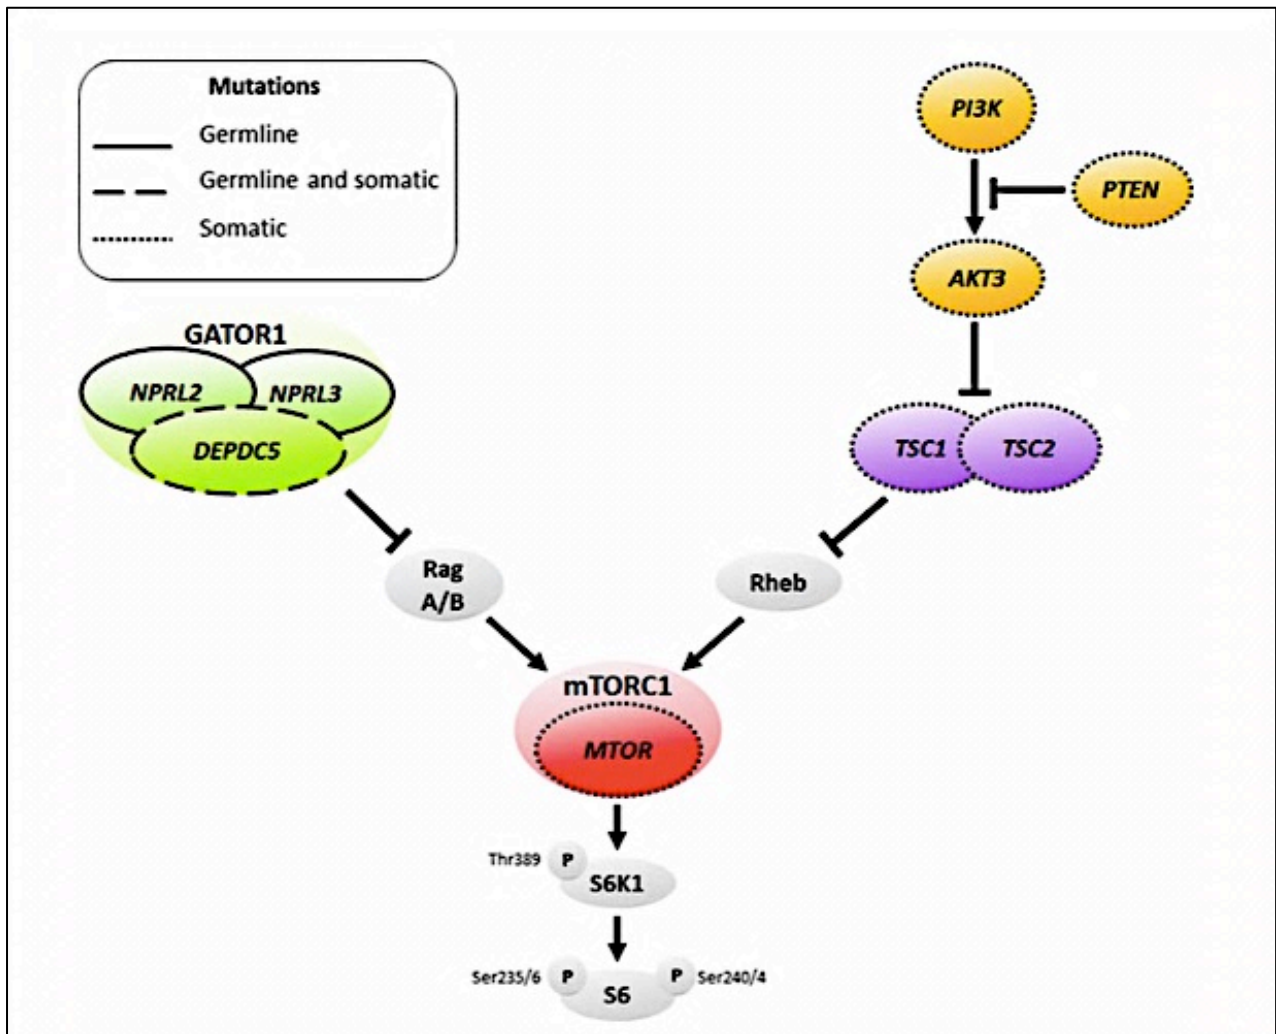 Mutations
Germline
Germline and somatic
Somatic
PI3K
PTEN
AKT3
GATOR1
NPRL2
NPRL3
DEPDC5
TSC1
TSC2
Rag
A/B
Rheb
mTORC1
MTOR
Thr389
P
S6K1
Ser235/6
P
P
Ser240/4
S6